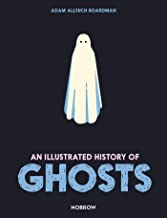 ADAM ALLSUCH BOARDMAN
AN ILLUSTRATED HISTORY OF
GHOSTS
NOBROW